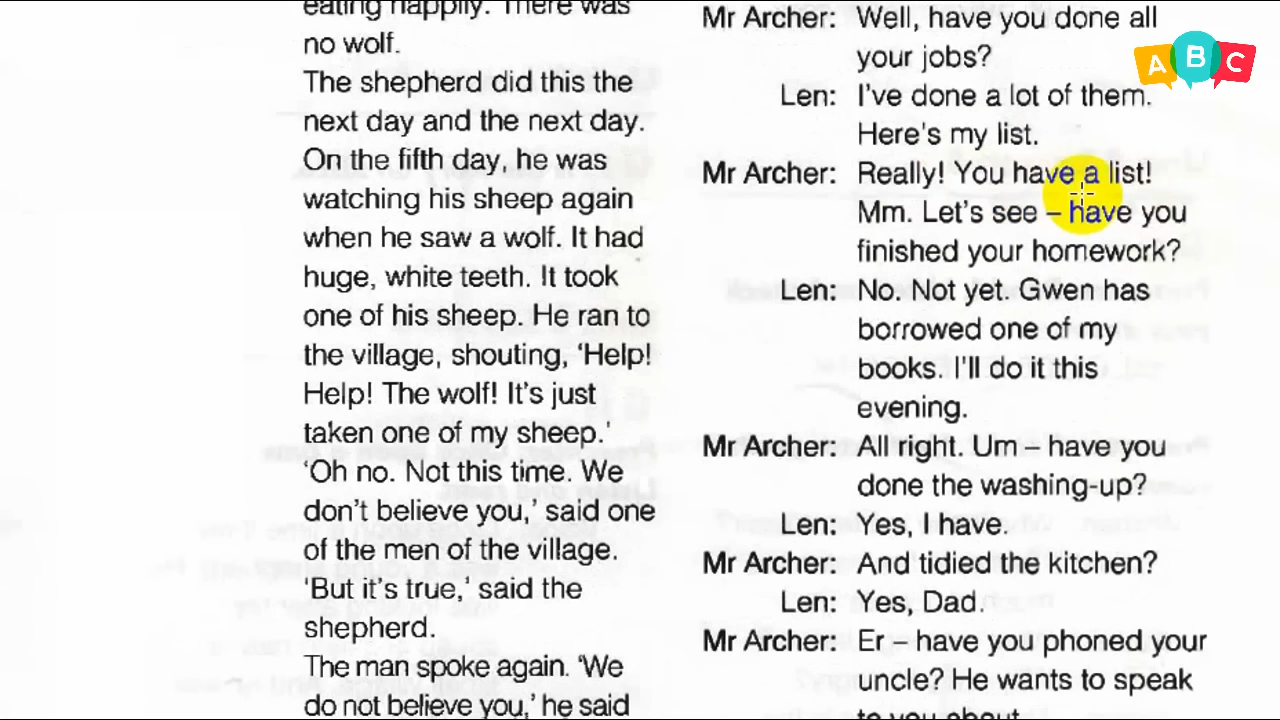 eating happily. There was
no wolf.
The shepherd did this the
next day and the next day.
On the fifth day, he was
watching his sheep again
when he saw a wolf. It had
huge, white teeth. It took
one of his sheep. He ran to
the village, shouting, ‘Help!
Help! The wolf! It’s just
taken one of my sheep.’
‘Oh no. Not this time. We
don’t believe you,’ said one
of the men of the village.
‘But it’s true,’ said the
shepherd.
The man spoke again. ‘We
do not believe you,’ he said
Mr Archer: Well, have you done all
your jobs?
Len: I’ve done a lot of them.
Here’s my list.
Mr Archer: Really! You have a list!
Mm. Let’s see – have you
finished your homework?
Len: No. Not yet. Gwen has
borrowed one of my
books. I’ll do it this
evening.
Mr Archer: All right. Um – have you
done the washing-up?
Len: Yes, I have.
Mr Archer: And tidied the kitchen?
Len: Yes, Dad.
Mr Archer: Er – have you phoned your
uncle? He wants to speak
to you about
ABC